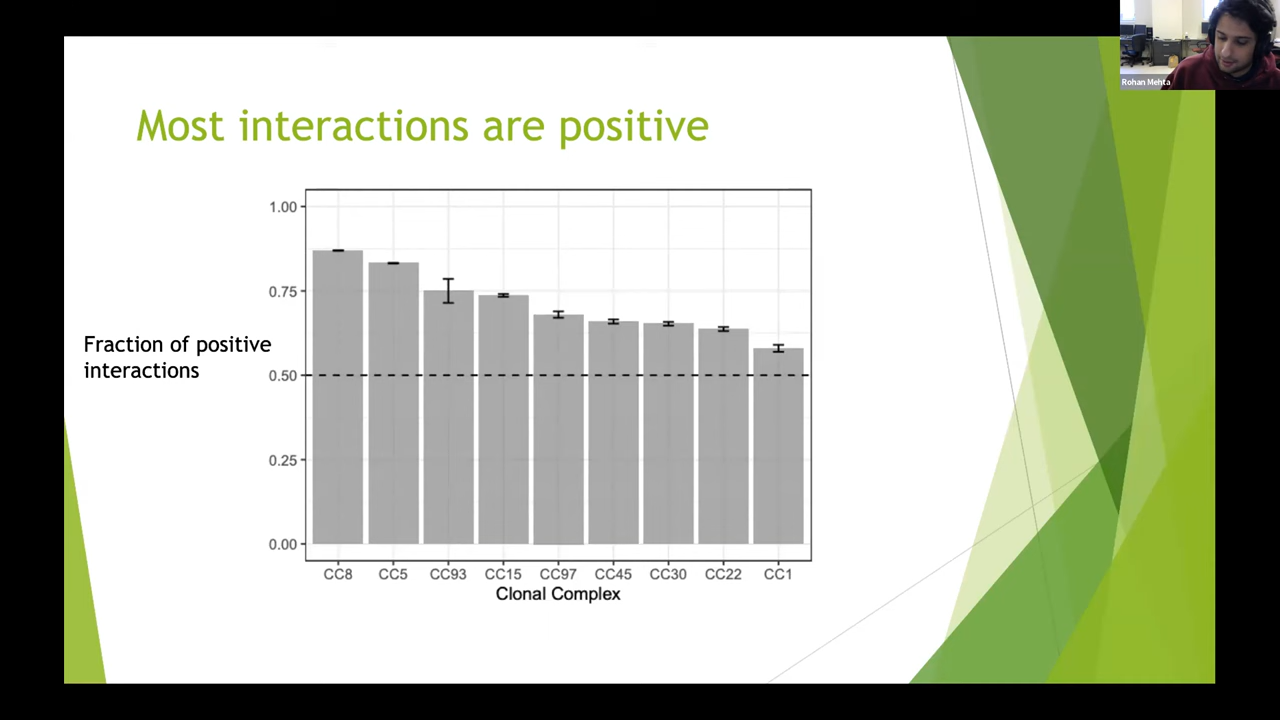 Rohan Mehta
Most interactions are positive
1.00
0.75
Fraction of positive
interactions
0.50
0.25
0.00
CC8 CC5 CC93 CC15 CC97 CC45 CC30 CC22 CC1
Clonal Complex